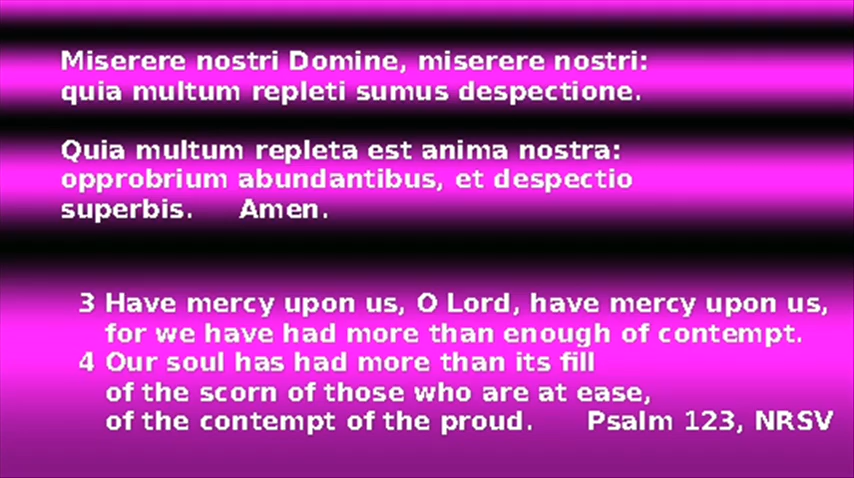 Miserere nostri Domine, miserere nostri:
quia multum repleti sumus despectione.
Quia multum repleta est anima nostra:
opprobrium abundantibus, et despectio
superbis. Amen.
3 Have mercy upon us, O Lord, have mercy upon us,
for we have had more than enough of contempt.
4 Our soul has had more than its fill
of the scorn of those who are at ease,
of the contempt of the proud. Psalm 123, NRSV